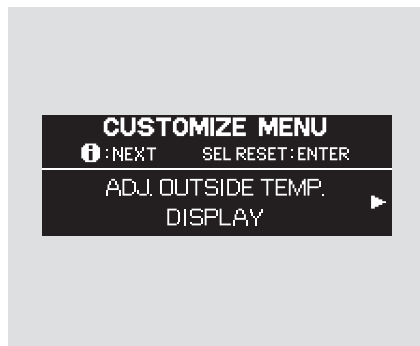 CUSTOMIZE MENU
ℹ:NEXT SEL RESET:ENTER
ADJ. OUTSIDE TEMP.
DISPLAY